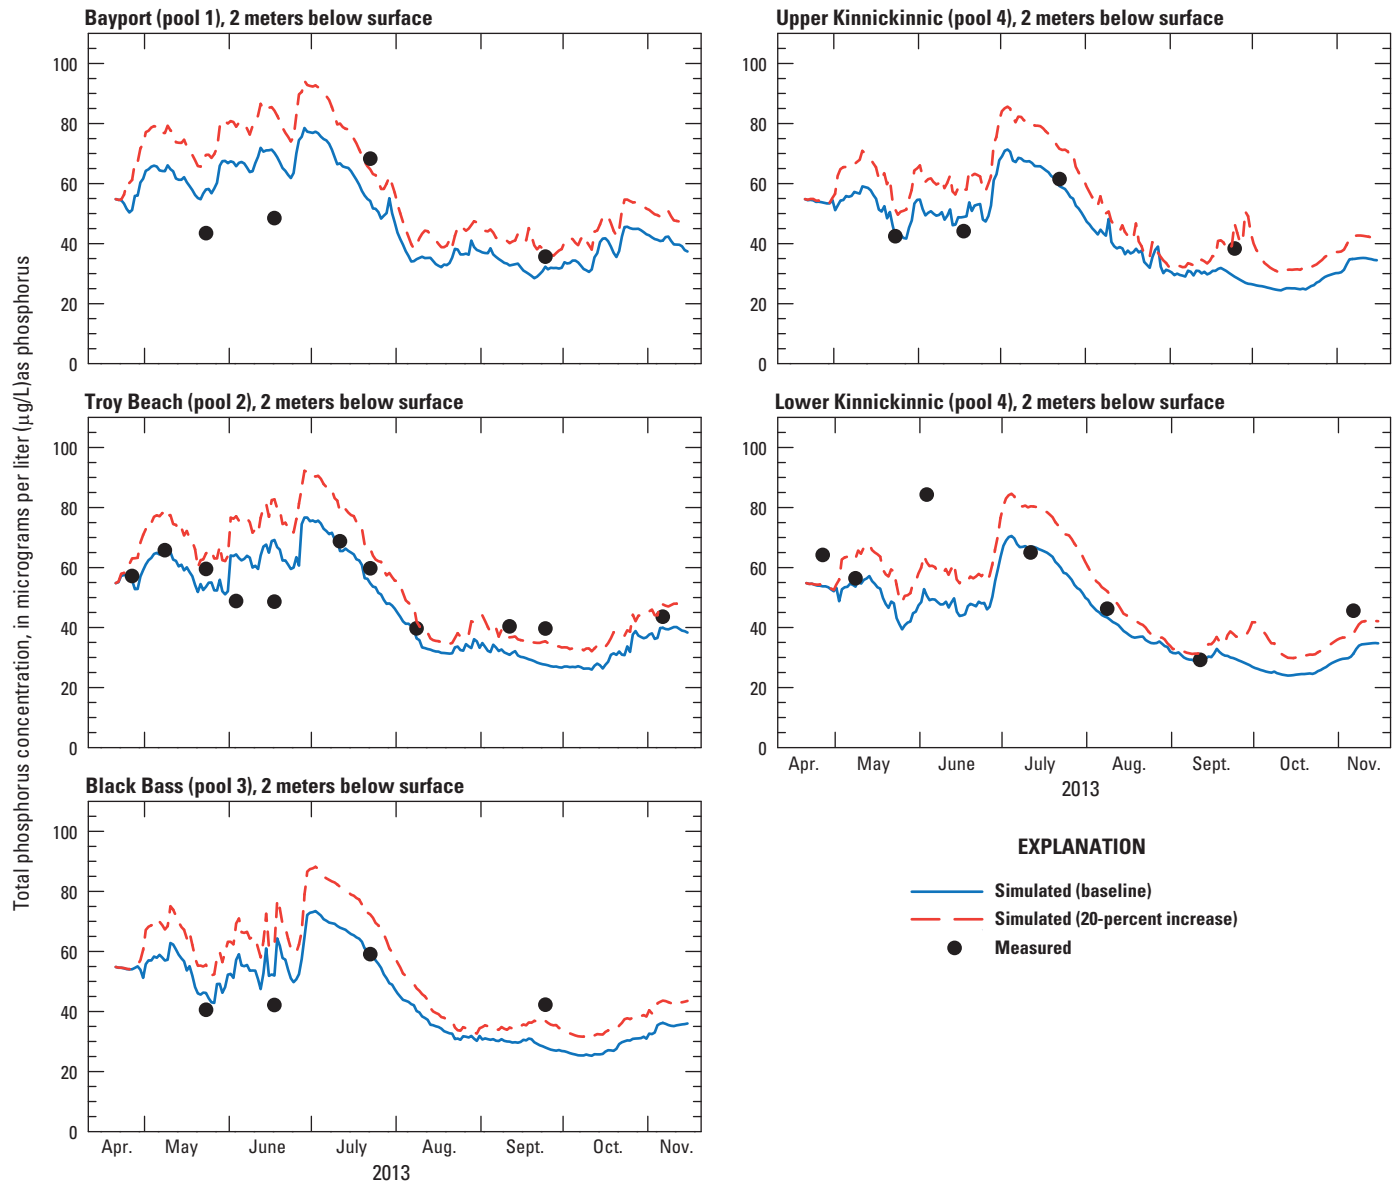 Total phosphorus concentration, in micrograms per liter (µg/L)as phosphorus
Bayport (pool 1), 2 meters below surface
100
80
60
40
20
0
Troy Beach (pool 2), 2 meters below surface
100
80
60
40
20
0
Black Bass (pool 3), 2 meters below surface
100
80
60
40
20
0
Apr. May June July Aug. Sept. Oct. Nov.
2013
Upper Kinnickinnic (pool 4), 2 meters below surface
100
80
60
40
20
0
Lower Kinnickinnic (pool 4), 2 meters below surface
100
80
60
40
20
0
Apr. May June July Aug. Sept. Oct. Nov.
2013
EXPLANATION
Simulated (baseline)
Simulated (20-percent increase)
Measured